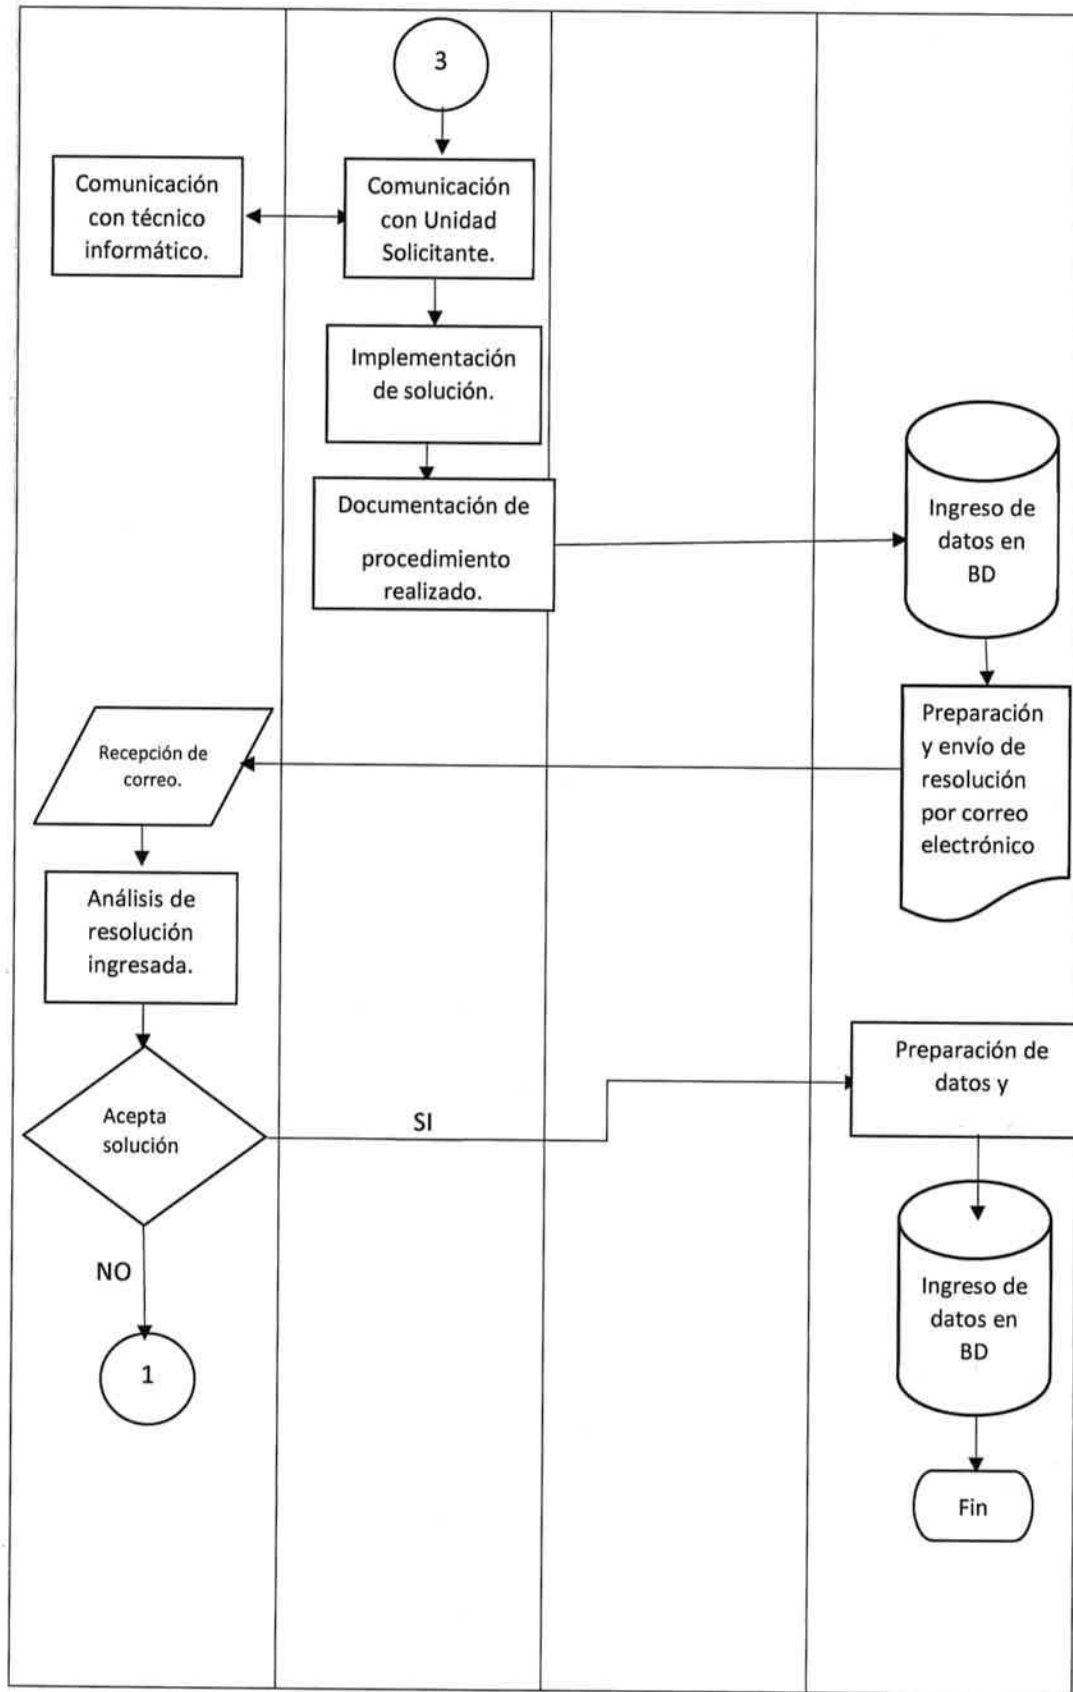 3
Comunicación
con técnico
informático.
Comunicación
con Unidad
Solicitante.
Implementación
de solución.
Documentación de
procedimiento
realizado.
Ingreso de
datos en
BD
Preparación
y envío de
resolución
por correo
electrónico
Recepción de
correo.
Análisis de
resolución
ingresada.
Acepta
solución
SI
NO
1
Preparación de
datos y
Ingreso de
datos en
BD
Fin